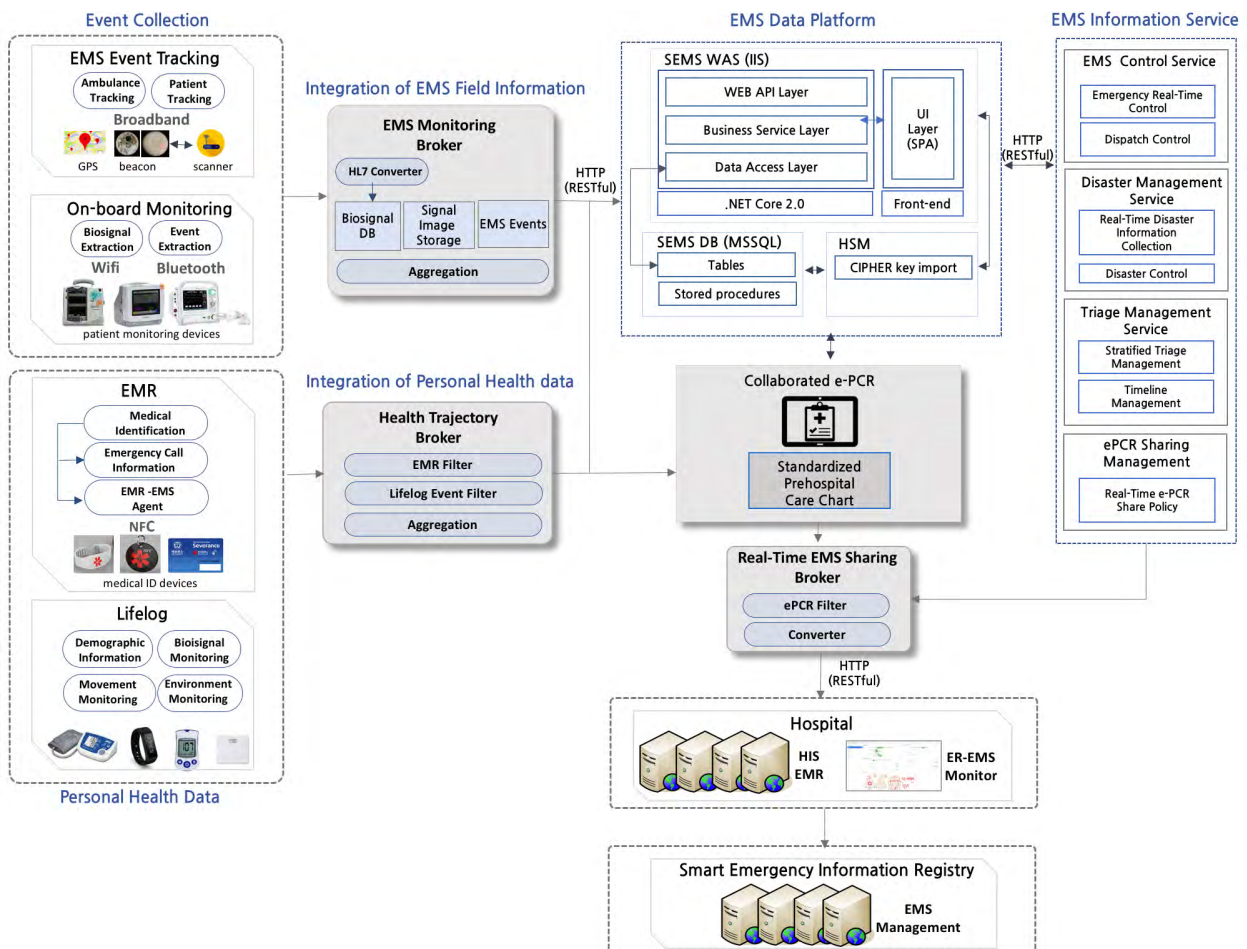 Event Collection
EMS Event Tracking
Ambulance
Tracking
Patient
Tracking
Broadband
GPS
beacon
scanner
On-board Monitoring
Biosignal
Extraction
Event
Extraction
Wifi
Bluetooth
patient monitoring devices
EMR
Medical
Identification
Emergency Call
Information
EMR -EMS
Agent
NFC
Severance
medical ID devices
Lifelog
Demographic
Information
Bioisignal
Monitoring
Movement
Monitoring
Environment
Monitoring
107
Personal Health Data
Integration of EMS Field Information
EMS Monitoring
Broker
HL7 Converter
Biosignal
DB
Signal
Image
Storage
EMS Events
Aggregation
HTTP
(RESTful)
Integration of Personal Health data
Health Trajectory
Broker
EMR Filter
Lifelog Event Filter
Aggregation
EMS Data Platform
SEMS WAS (IIS)
WEB API Layer
Business Service Layer
Data Access Layer
UI
Layer
(SPA)
.NET Core 2.0
Front-end
SEMS DB (MSSQL)
Tables
Stored procedures
HSM
CIPHER key import
HTTP
(RESTful)
Collaborated e-PCR
Standardized
Prehospital
Care Chart
Real-Time EMS Sharing
Broker
ePCR Filter
Converter
HTTP
(RESTful)
Hospital
HIS
EMR
ER-EMS
Monitor
Smart Emergency Information Registry
EMS
Management
EMS Information Service
EMS Control Service
Emergency Real-Time
Control
Dispatch Control
Disaster Management
Service
Real-Time Disaster
Information
Collection
Disaster Control
Triage Management
Service
Stratified Triage
Management
Timeline
Management
ePCR Sharing
Management
Real-Time e-PCR
Share Policy